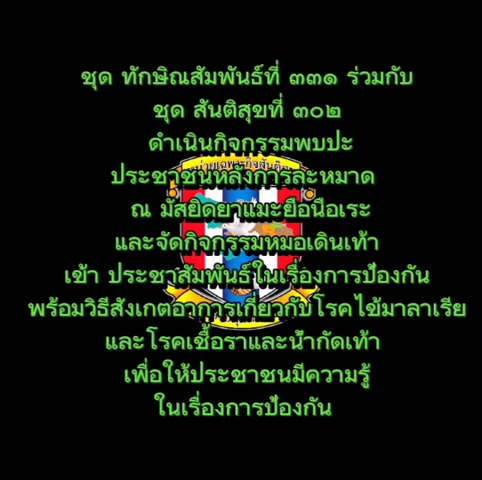 ชุด ทักษิณสัมพันธ์ที่ ๓๓๑ ร่วมกับ
ชุด สันติสุขที่ ๓๐๒
ดำเนินกิจกรรมพบปะ
ประชาชนหลังการละหมาด
ณ มัสยิดยาแมะยือนือเระ
และจัดกิจกรรมหมอเดินเท้า
เข้า ประชาสัมพันธ์ในเรื่องการป้องกัน
พร้อมวิธีสังเกตอาการเกี่ยวกับโรคไข้มาลาเรีย
และโรคเชื้อราและน้ำกัดเท้า
เพื่อให้ประชาชนมีความรู้
ในเรื่องการป้องกัน